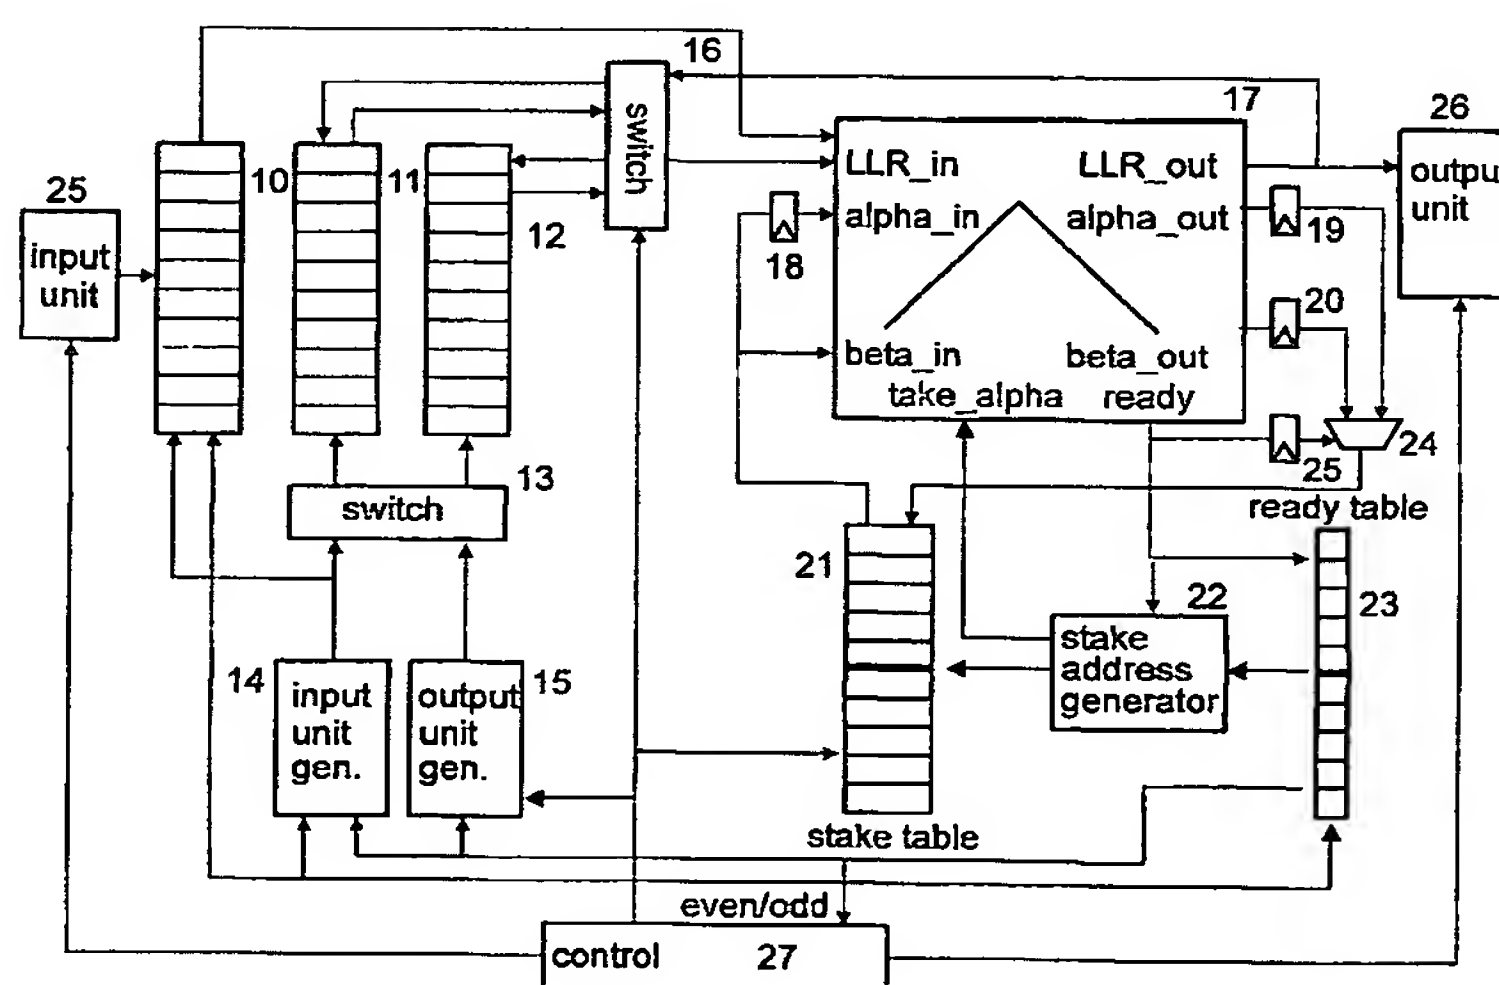 16
17
26
switch
LLR_in
LLR_out
output
unit
10
11
25
input
unit
12
alpha_in
alpha_out
18
19
20
beta_in
beta_out
take_alpha
ready
24
25
13
switch
ready table
21
22
23
stake
address
generator
14
input
unit
gen.
output
unit
gen.
15
stake table
even/odd
control
27